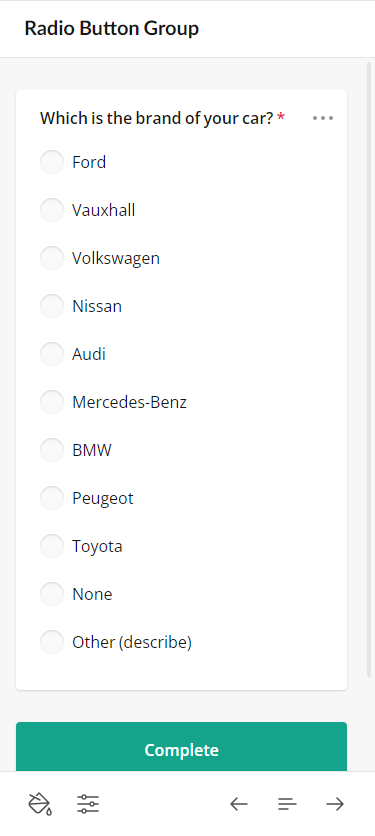 Radio Button Group
Which is the brand of your car? *
Ford
Vauxhall
Volkswagen
Nissan
Audi
Mercedes-Benz
BMW
Peugeot
Toyota
None
Other (describe)
Complete